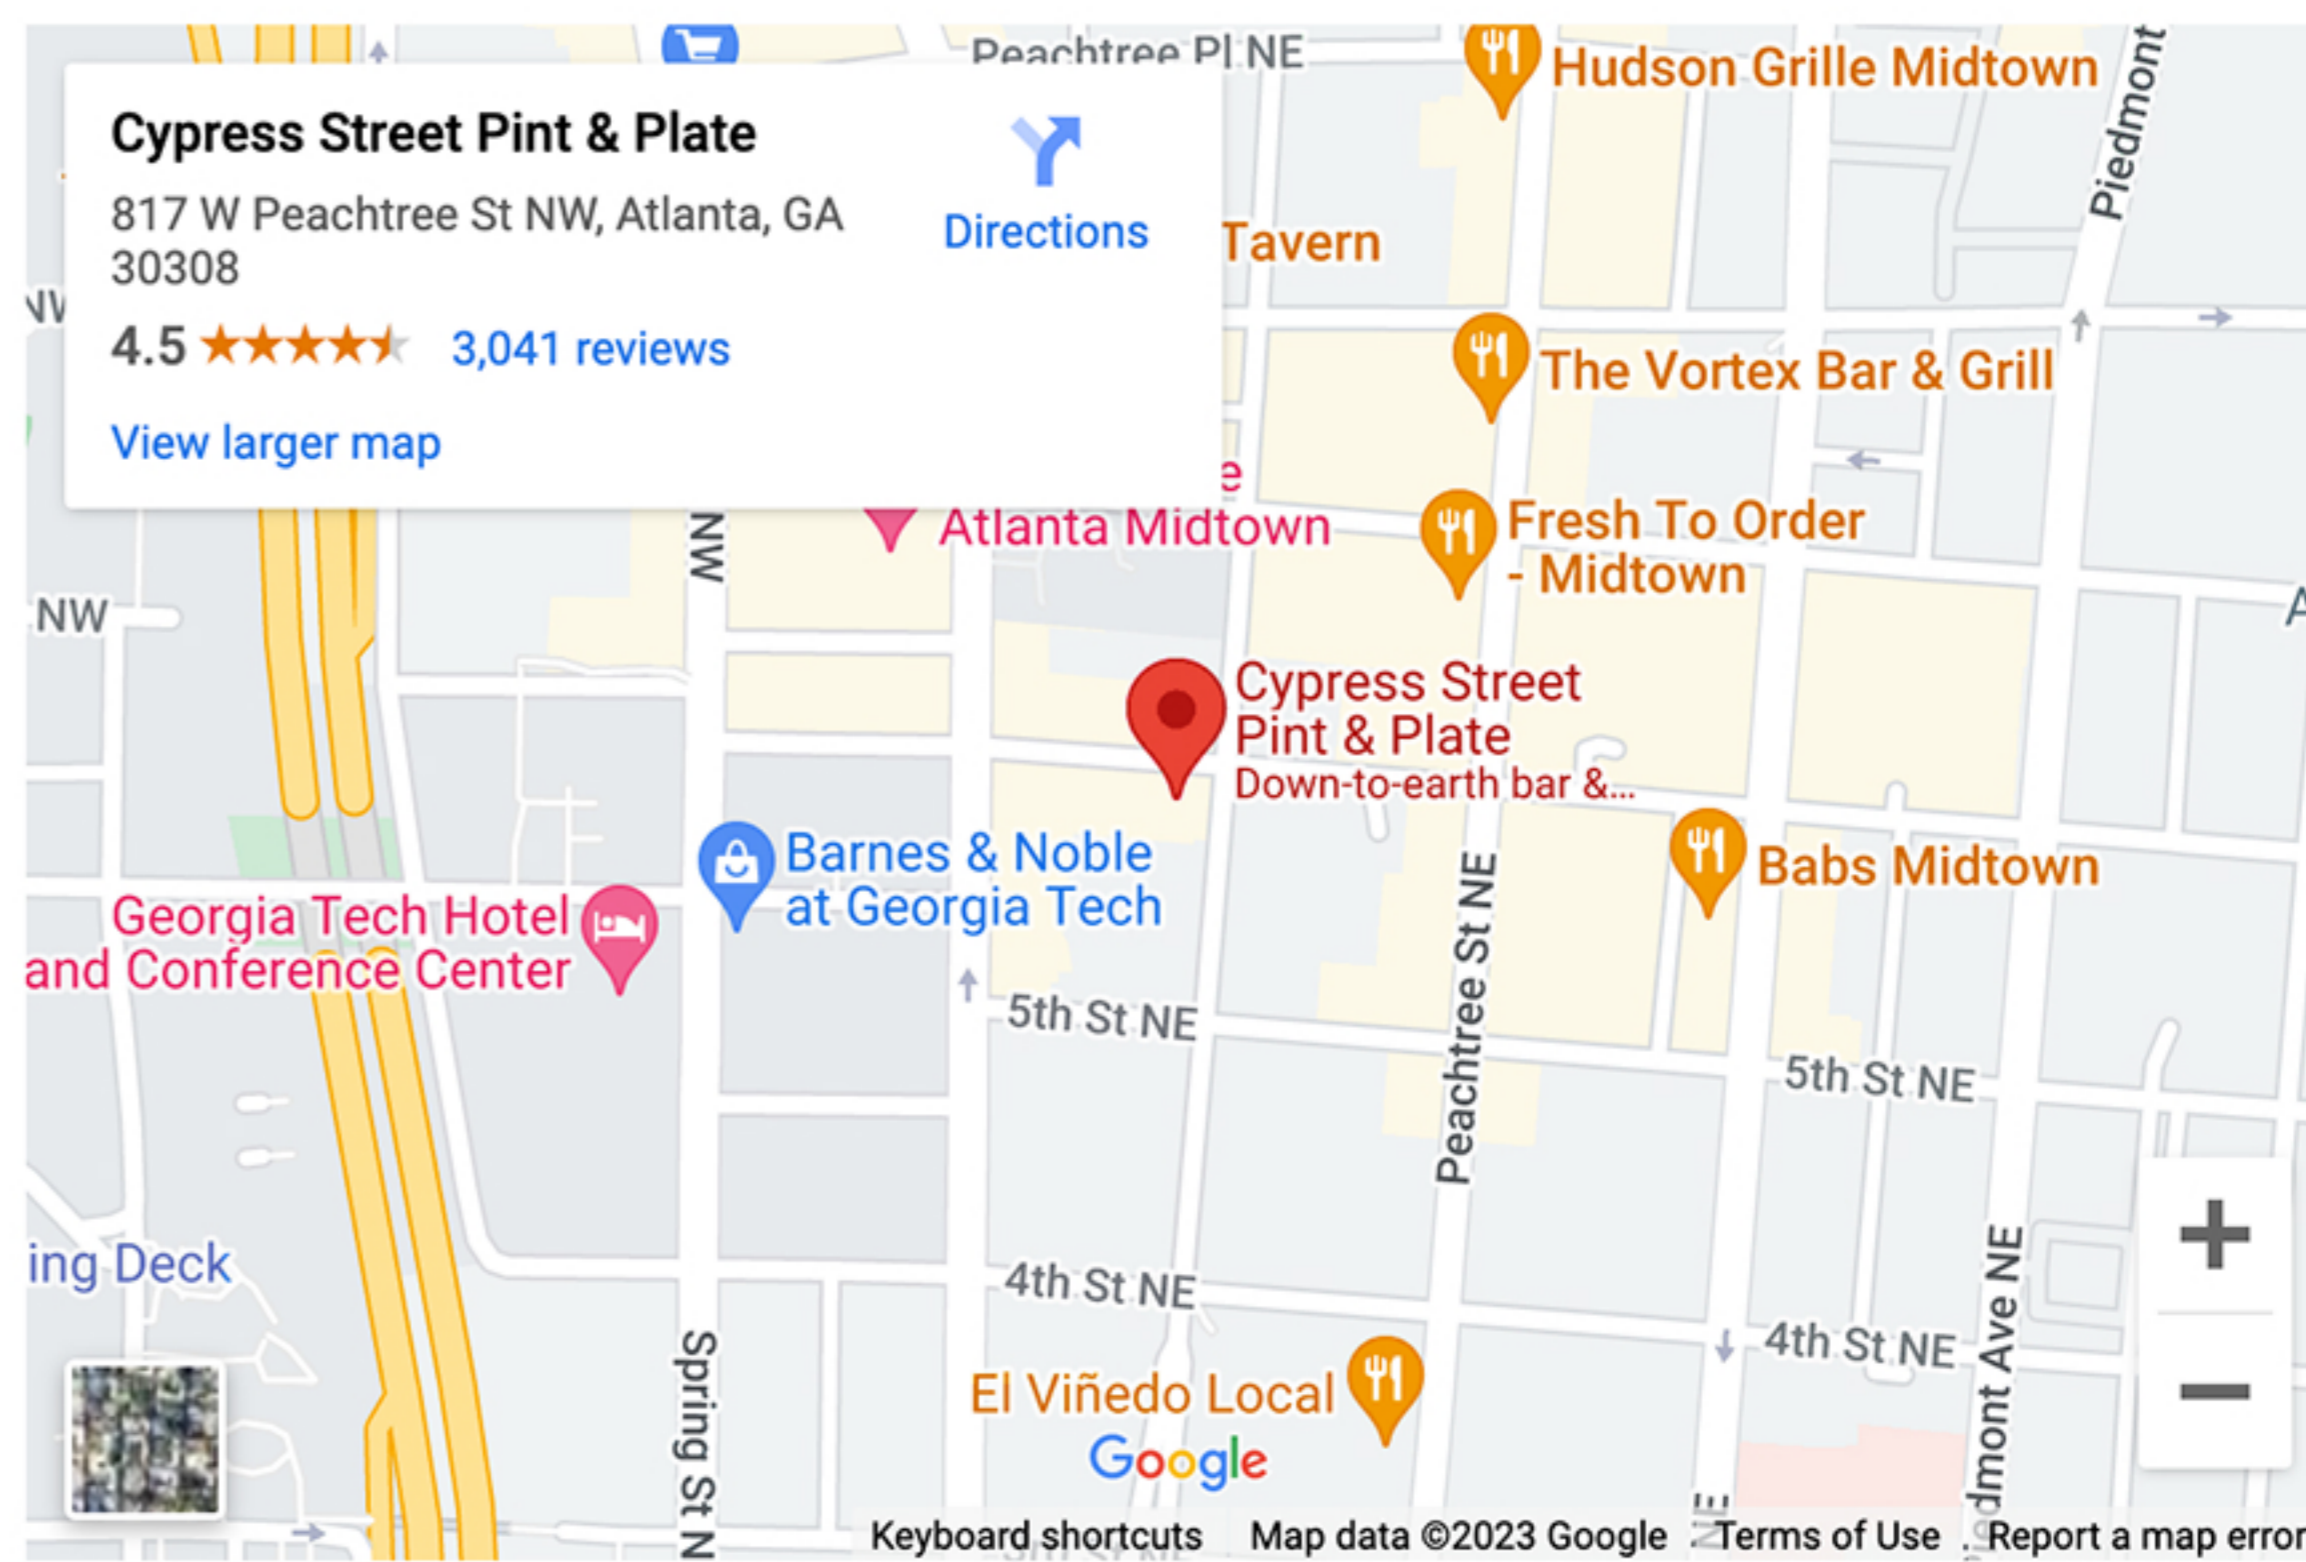 Peachtree Pl NE
Hudson Grille Midtown
Piedmont
Cypress Street Pint & Plate
817 W Peachtree St NW, Atlanta, GA
30308
Directions
4.5
3,041 reviews
View larger map
Tavern
NW
The Vortex Bar & Grill
e
Atlanta Midtown
NW
Fresh To Order
- Midtown
NW
A
Cypress Street
Pint & Plate
Down-to-earth bar &...
Barnes & Noble
at Georgia Tech
Babs Midtown
Georgia Tech Hotel
and Conference Center
Peachtree St NE
5th St NE
5th St NE
ing Deck
4th St NE
4th St NE
Spring St N
El Viñedo Local
Piedmont Ave NE
Google
NE
Keyboard shortcuts
Map data ©2023 Google
Terms of Use
Report a map error